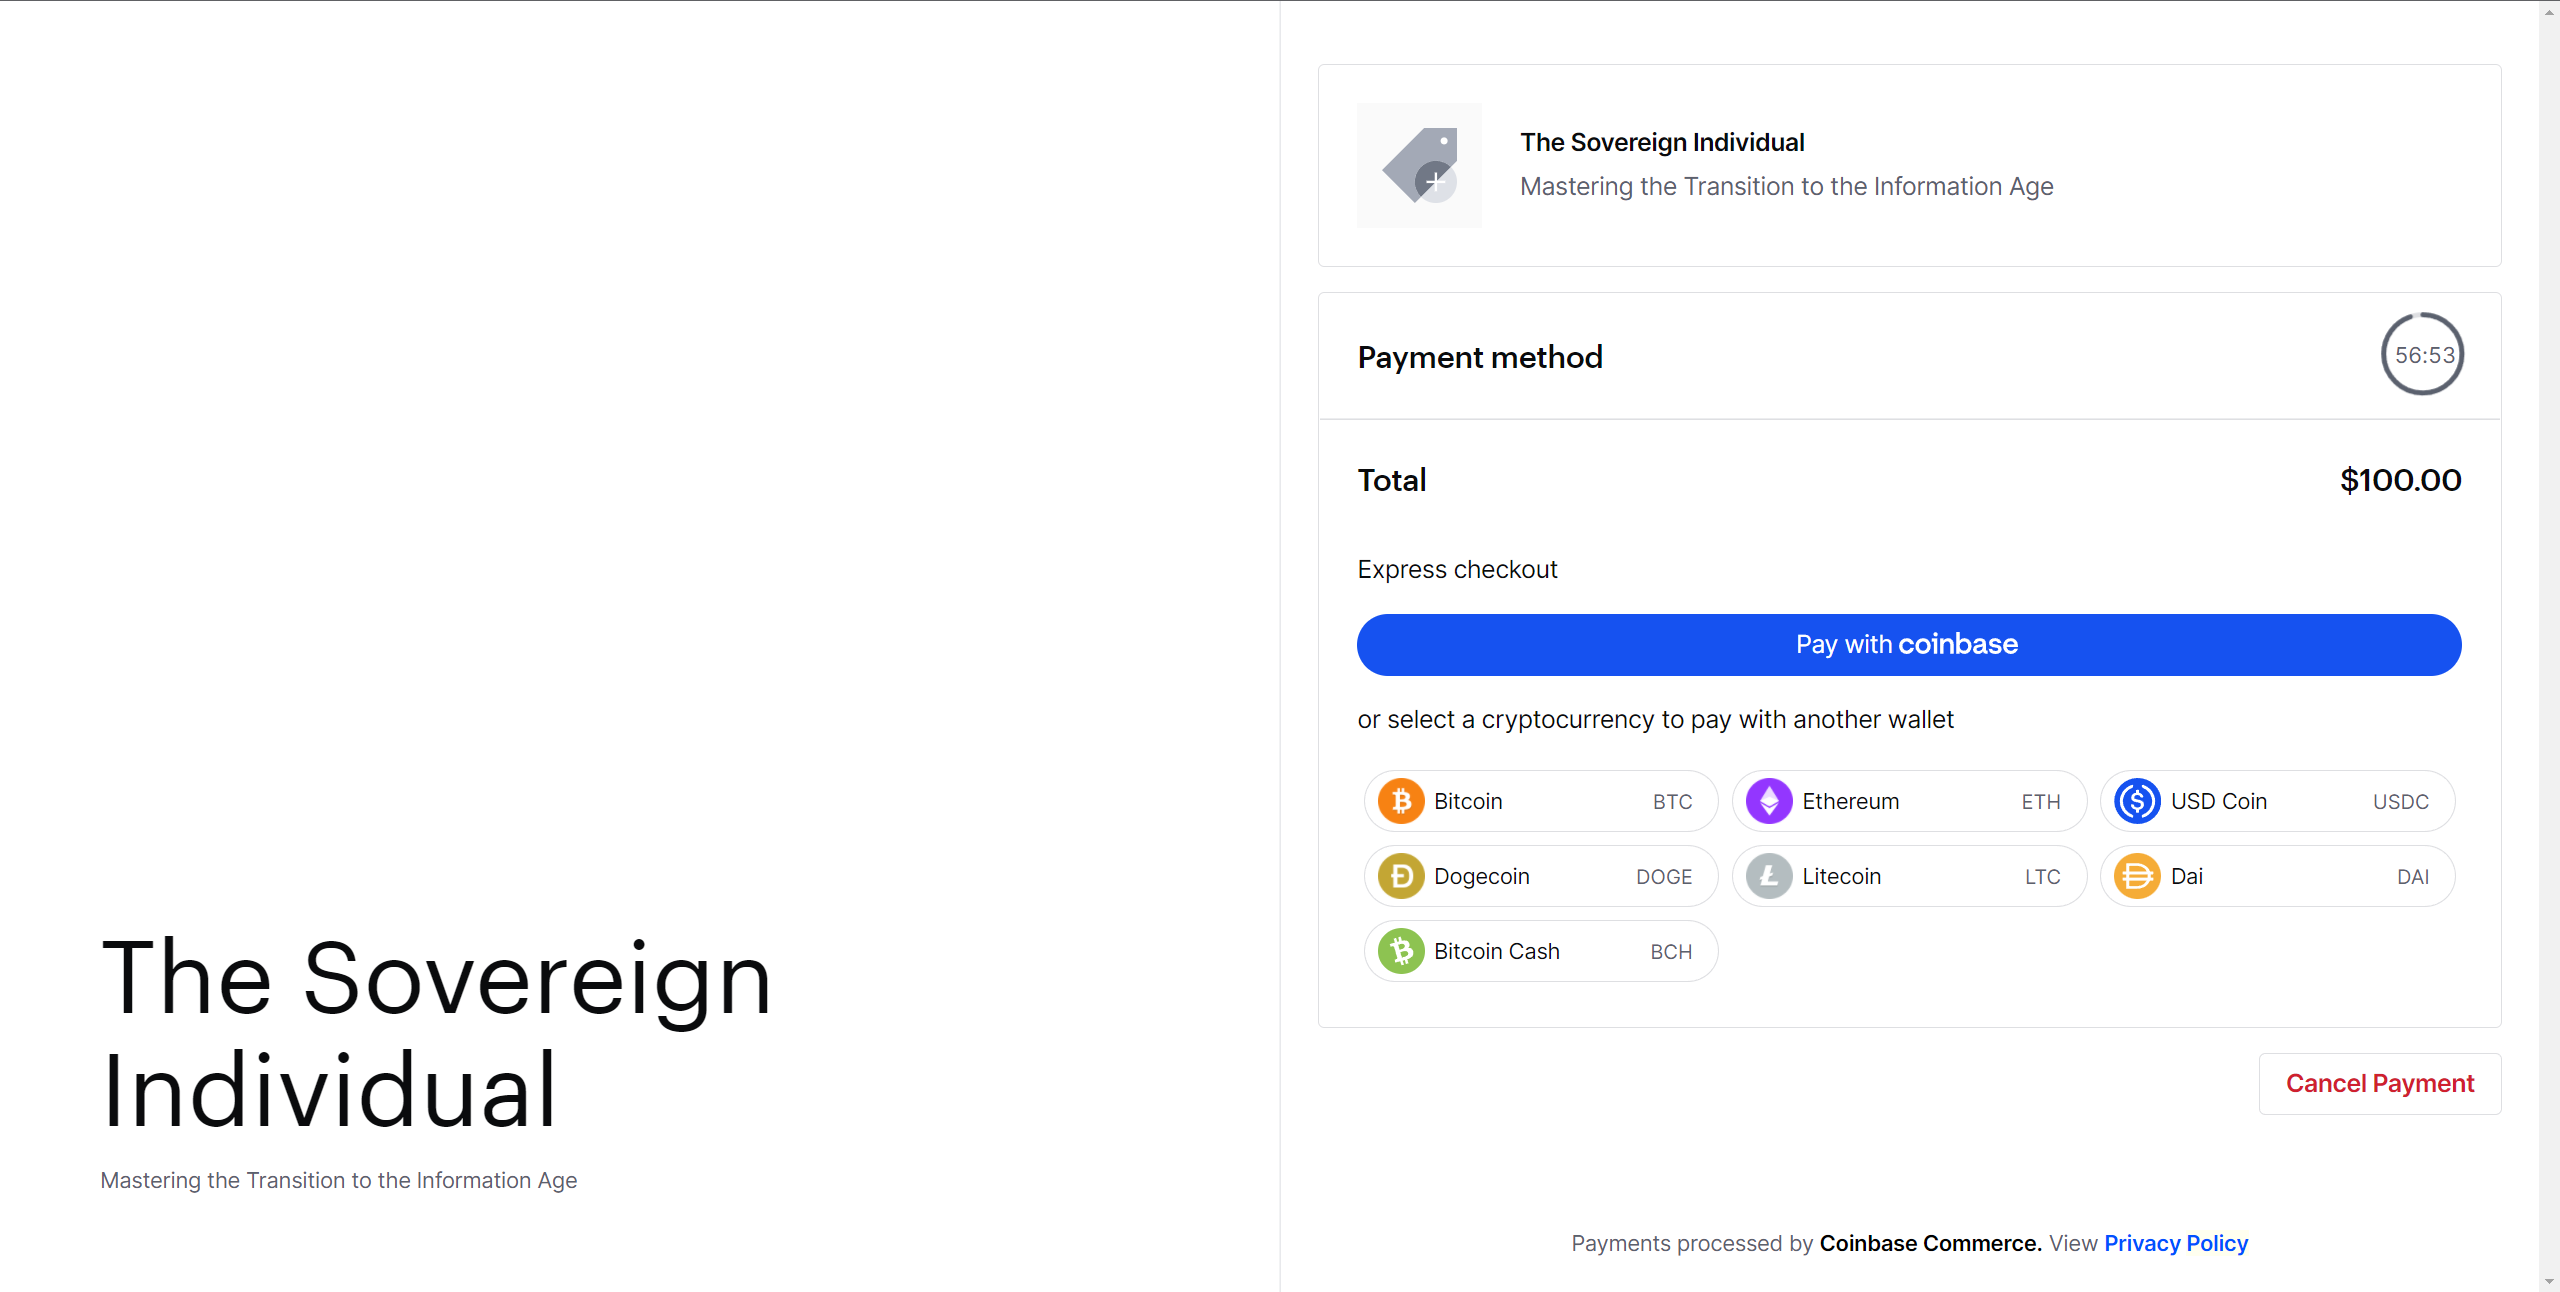 The Sovereign
Individual
Mastering the Transition to the Information Age
The Sovereign Individual
Mastering the Transition to the Information Age
Payment method
56:53
Total $100.00
Express checkout
Pay with coinbase
or select a cryptocurrency to pay with another wallet
Bitcoin BTC
Ethereum ETH
USD Coin USDC
Dogecoin DOGE
Litecoin LTC
Dai DAI
Bitcoin Cash BCH
Cancel Payment
Payments processed by Coinbase Commerce. View Privacy Policy